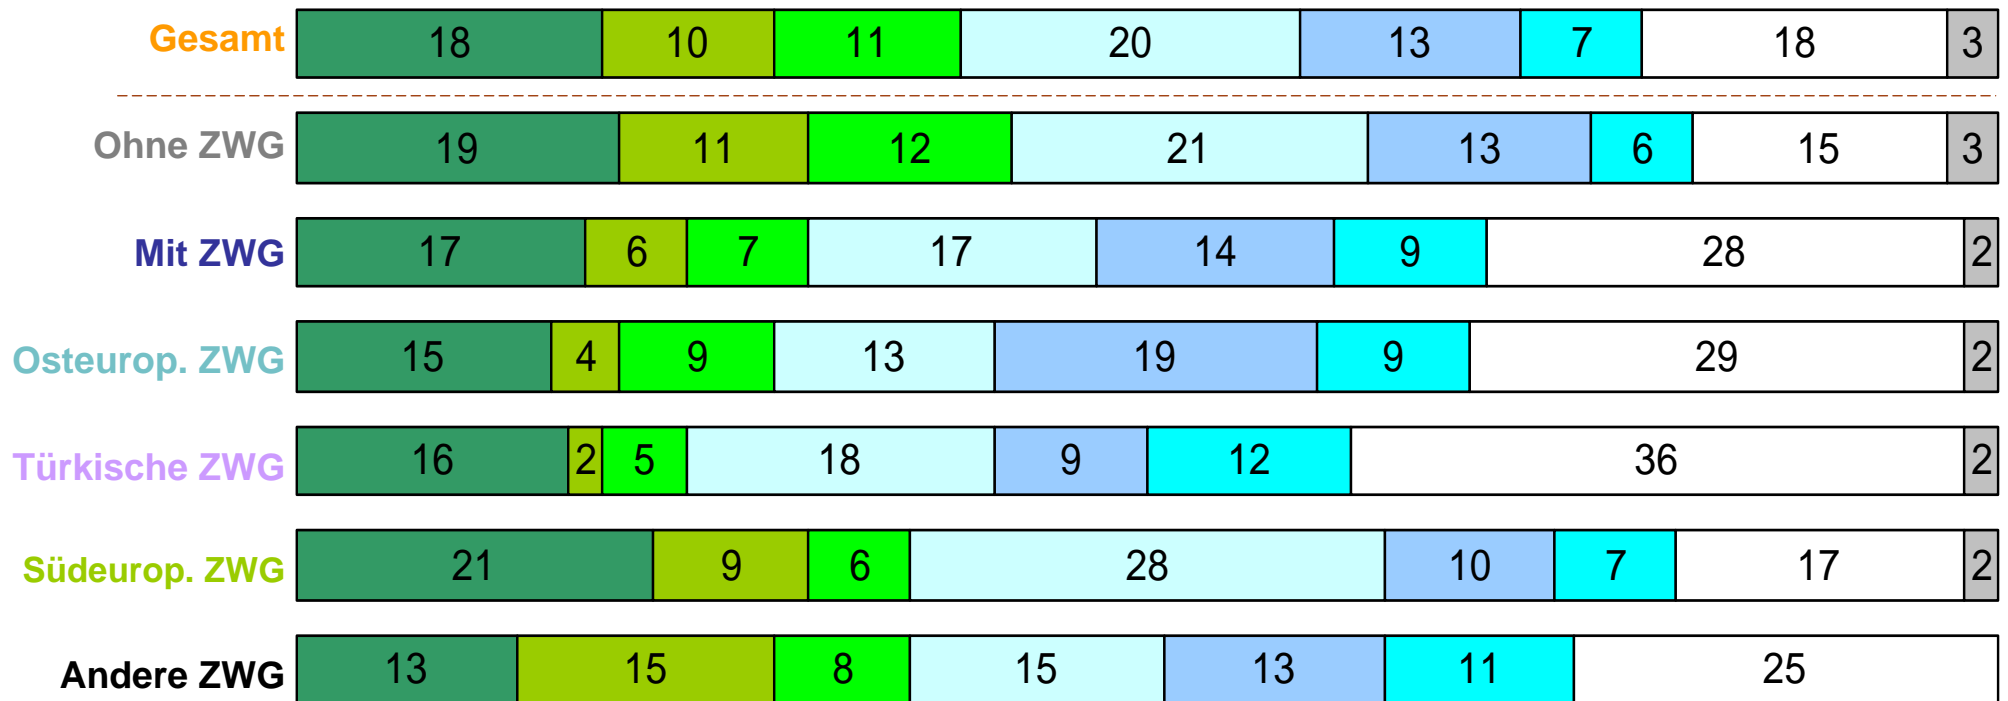 Gesamt 18 10 11 20 13 7 18 3
Ohne ZWG 19 11 12 21 13 6 15 3
Mit ZWG 17 6 7 17 14 9 28 2
Osteurop. ZWG 15 4 9 13 19 9 29 2
Türkische ZWG 16 2 5 18 9 12 36 2
Südeurop. ZWG 21 9 6 28 10 7 17 2
Andere ZWG 13 15 8 15 13 11 25